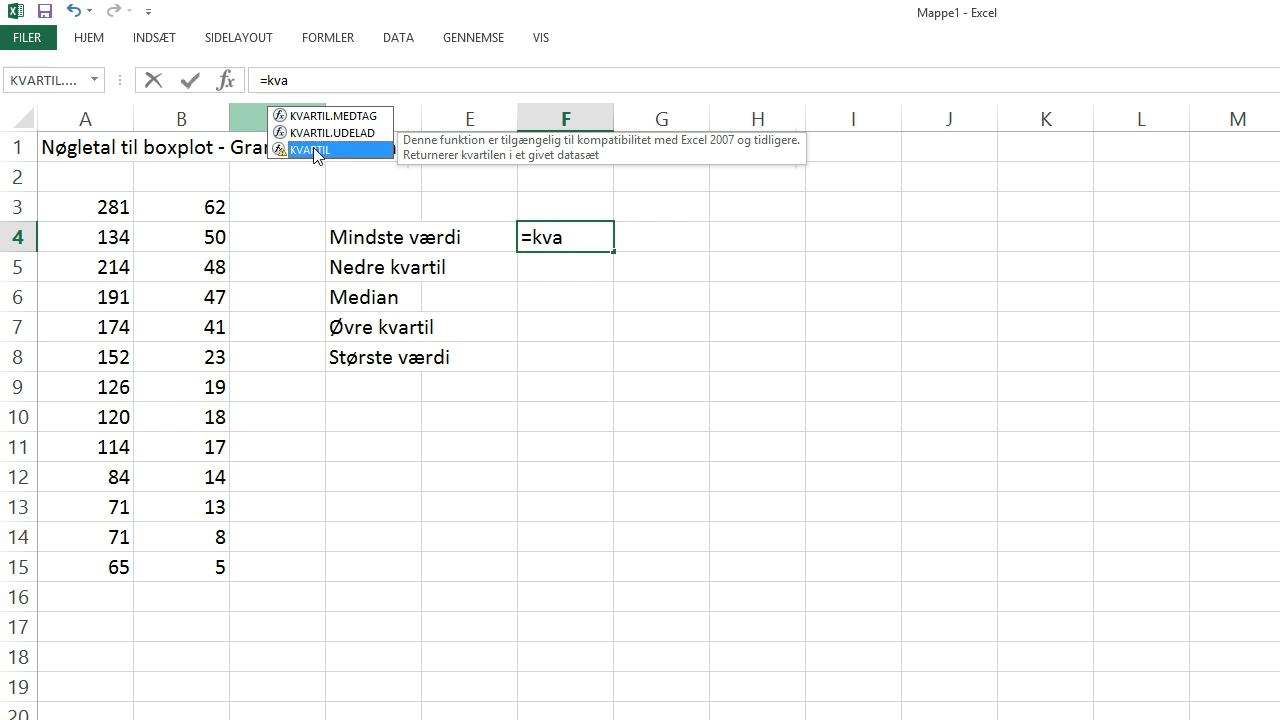 Mappe1 - Excel
FILER HJEM INDSÆT SIDELAYOUT FORMLER DATA GENNEMSE VIS
KVARTIL.... fx =kva
KVARTIL.MEDTAG
KVARTIL.UDELAD
KVARTIL
Denne funktion er tilgængelig til kompatibilitet med Excel 2007 og tidligere.
Returnerer kvartilen i et givet datasæt
A B E F G H I J K L M
1 Nøgletal til boxplot -
2
3 281 62
4 134 50 Mindste værdi =kva
5 214 48 Nedre kvartil
6 191 47 Median
7 174 41 Øvre kvartil
8 152 23 Største værdi
9 126 19
10 120 18
11 114 17
12 84 14
13 71 13
14 71 8
15 65 5
16
17
18
19
20